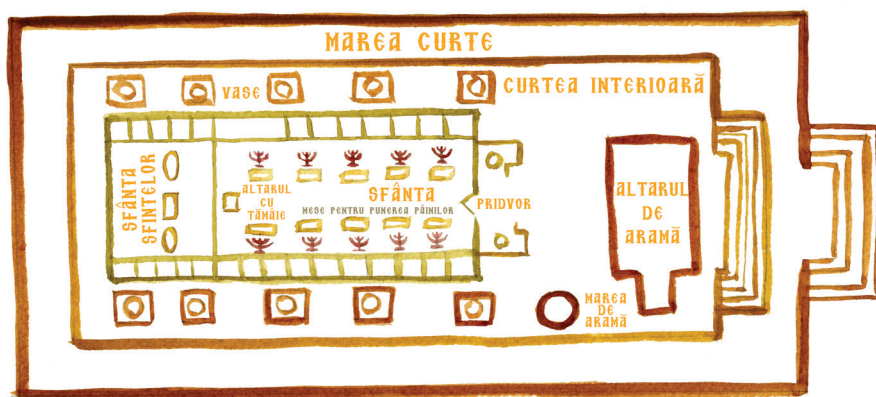 MAREA CURTE
VASE
CURTEA INTERIOARĂ
SFÂNTA
SFINTELOR
ALTARUL
CU
TĂMÂIE
SFÂNTA
MESE PENTRU PUNEREA PÂINILOR
PRIDVOR
ALTARUL
DE
ARAMĂ
MAREA
DE
ARAMĂ